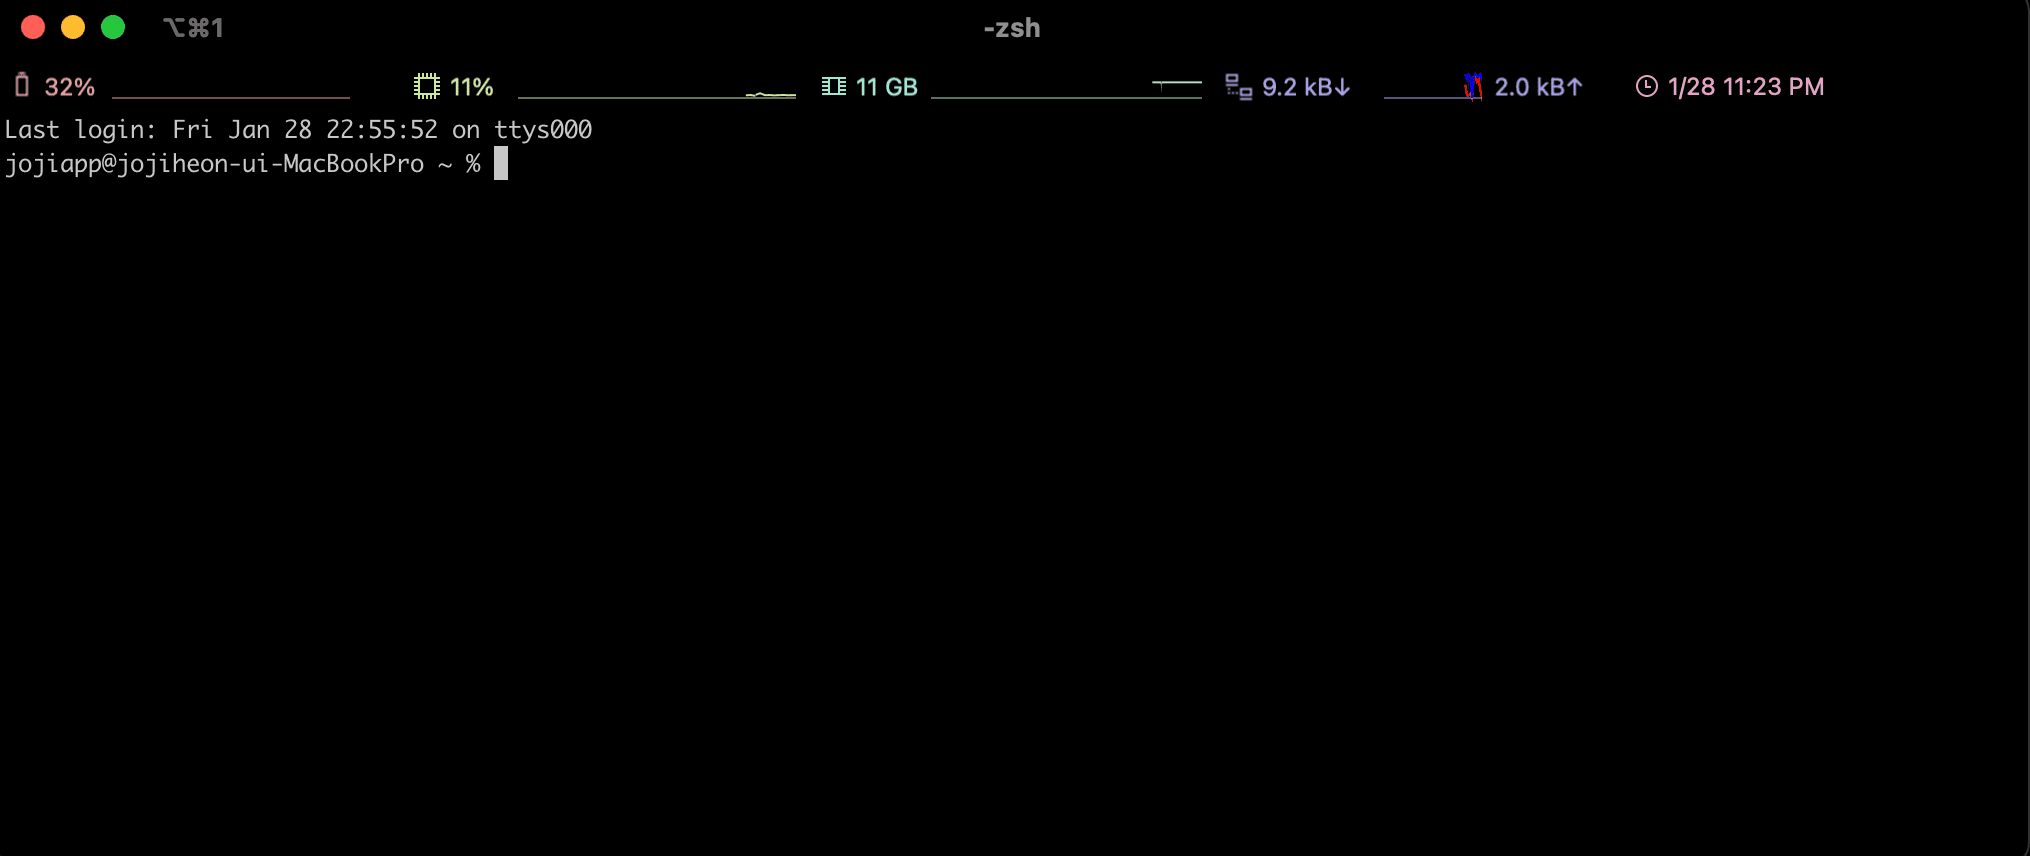 ⌥⌘1 -zsh
32% 11% 11 GB 9.2 kB↓ 2.0 kB↑ 1/28 11:23 PM
Last login: Fri Jan 28 22:55:52 on ttys000
jojiapp@jojiheon-ui-MacBookPro ~ %